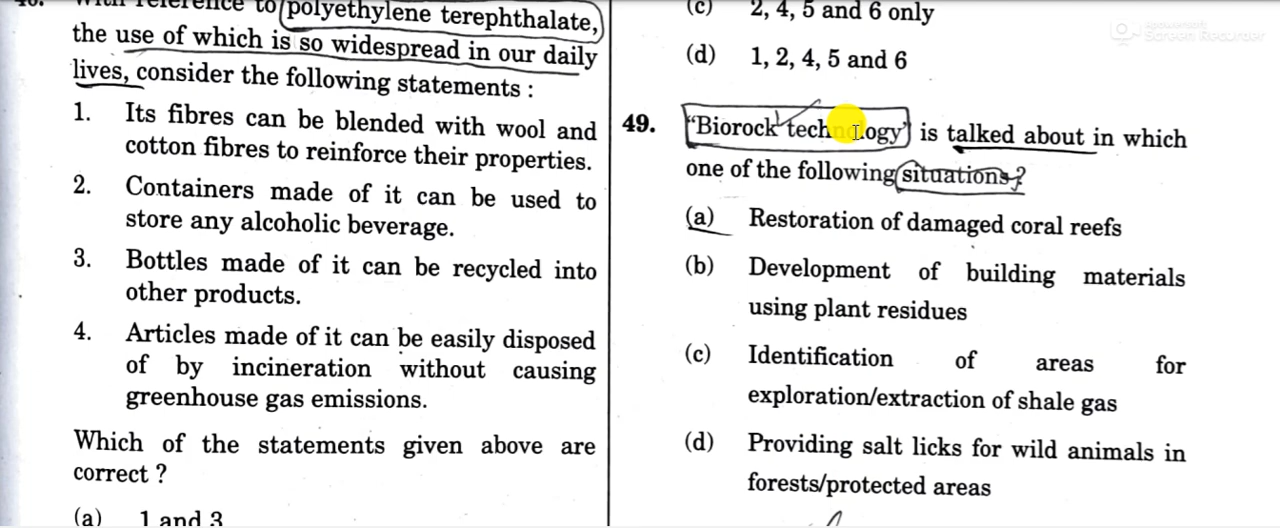 With reference to polyethylene terephthalate,
the use of which is so widespread in our daily
lives, consider the following statements :
1. Its fibres can be blended with wool and
cotton fibres to reinforce their properties.
2. Containers made of it can be used to
store any alcoholic beverage.
3. Bottles made of it can be recycled into
other products.
4. Articles made of it can be easily disposed
of by incineration without causing
greenhouse gas emissions.
Which of the statements given above are
correct ?
(a) 1 and 3
(c) 2, 4, 5 and 6 only
(d) 1, 2, 4, 5 and 6
49. "Biorock technology" is talked about in which
one of the following situations?
(a) Restoration of damaged coral reefs
(b) Development of building materials
using plant residues
(c) Identification of areas for
exploration/extraction of shale gas
(d) Providing salt licks for wild animals in
forests/protected areas
Screen Recorder